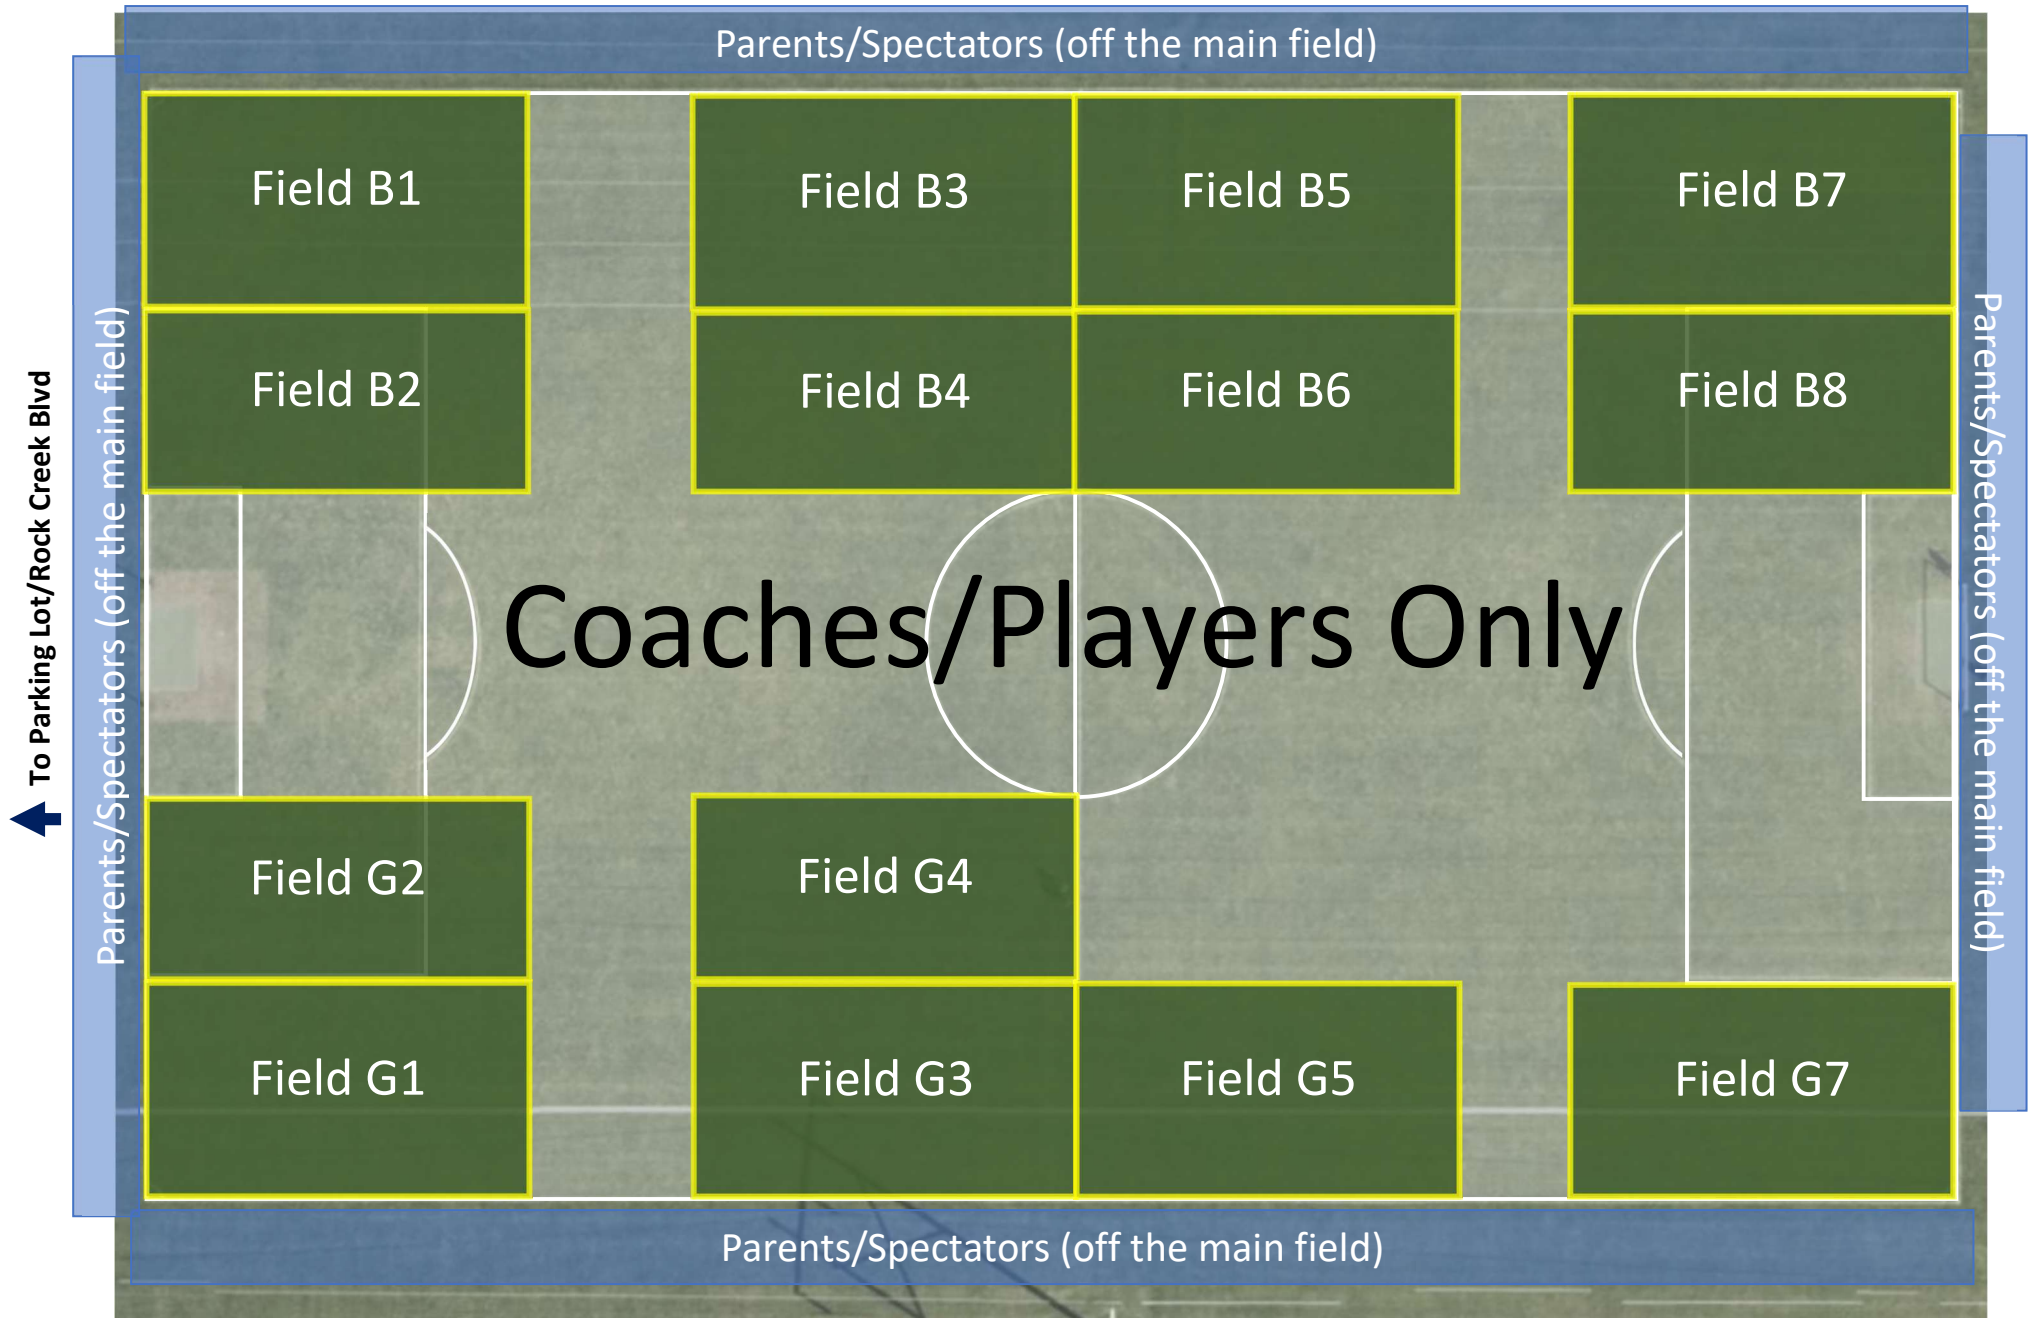 Parents/Spectators (off the main field)
Field B1
Field B3
Field B5
Field B7
Field B2
Field B4
Field B6
Field B8
To Parking Lot/Rock Creek Blvd
Parents/Spectators (off the main field)
Parents/Spectators (off the main field)
Coaches/Players Only
Field G2
Field G4
Field G1
Field G3
Field G5
Field G7
Parents/Spectators (off the main field)